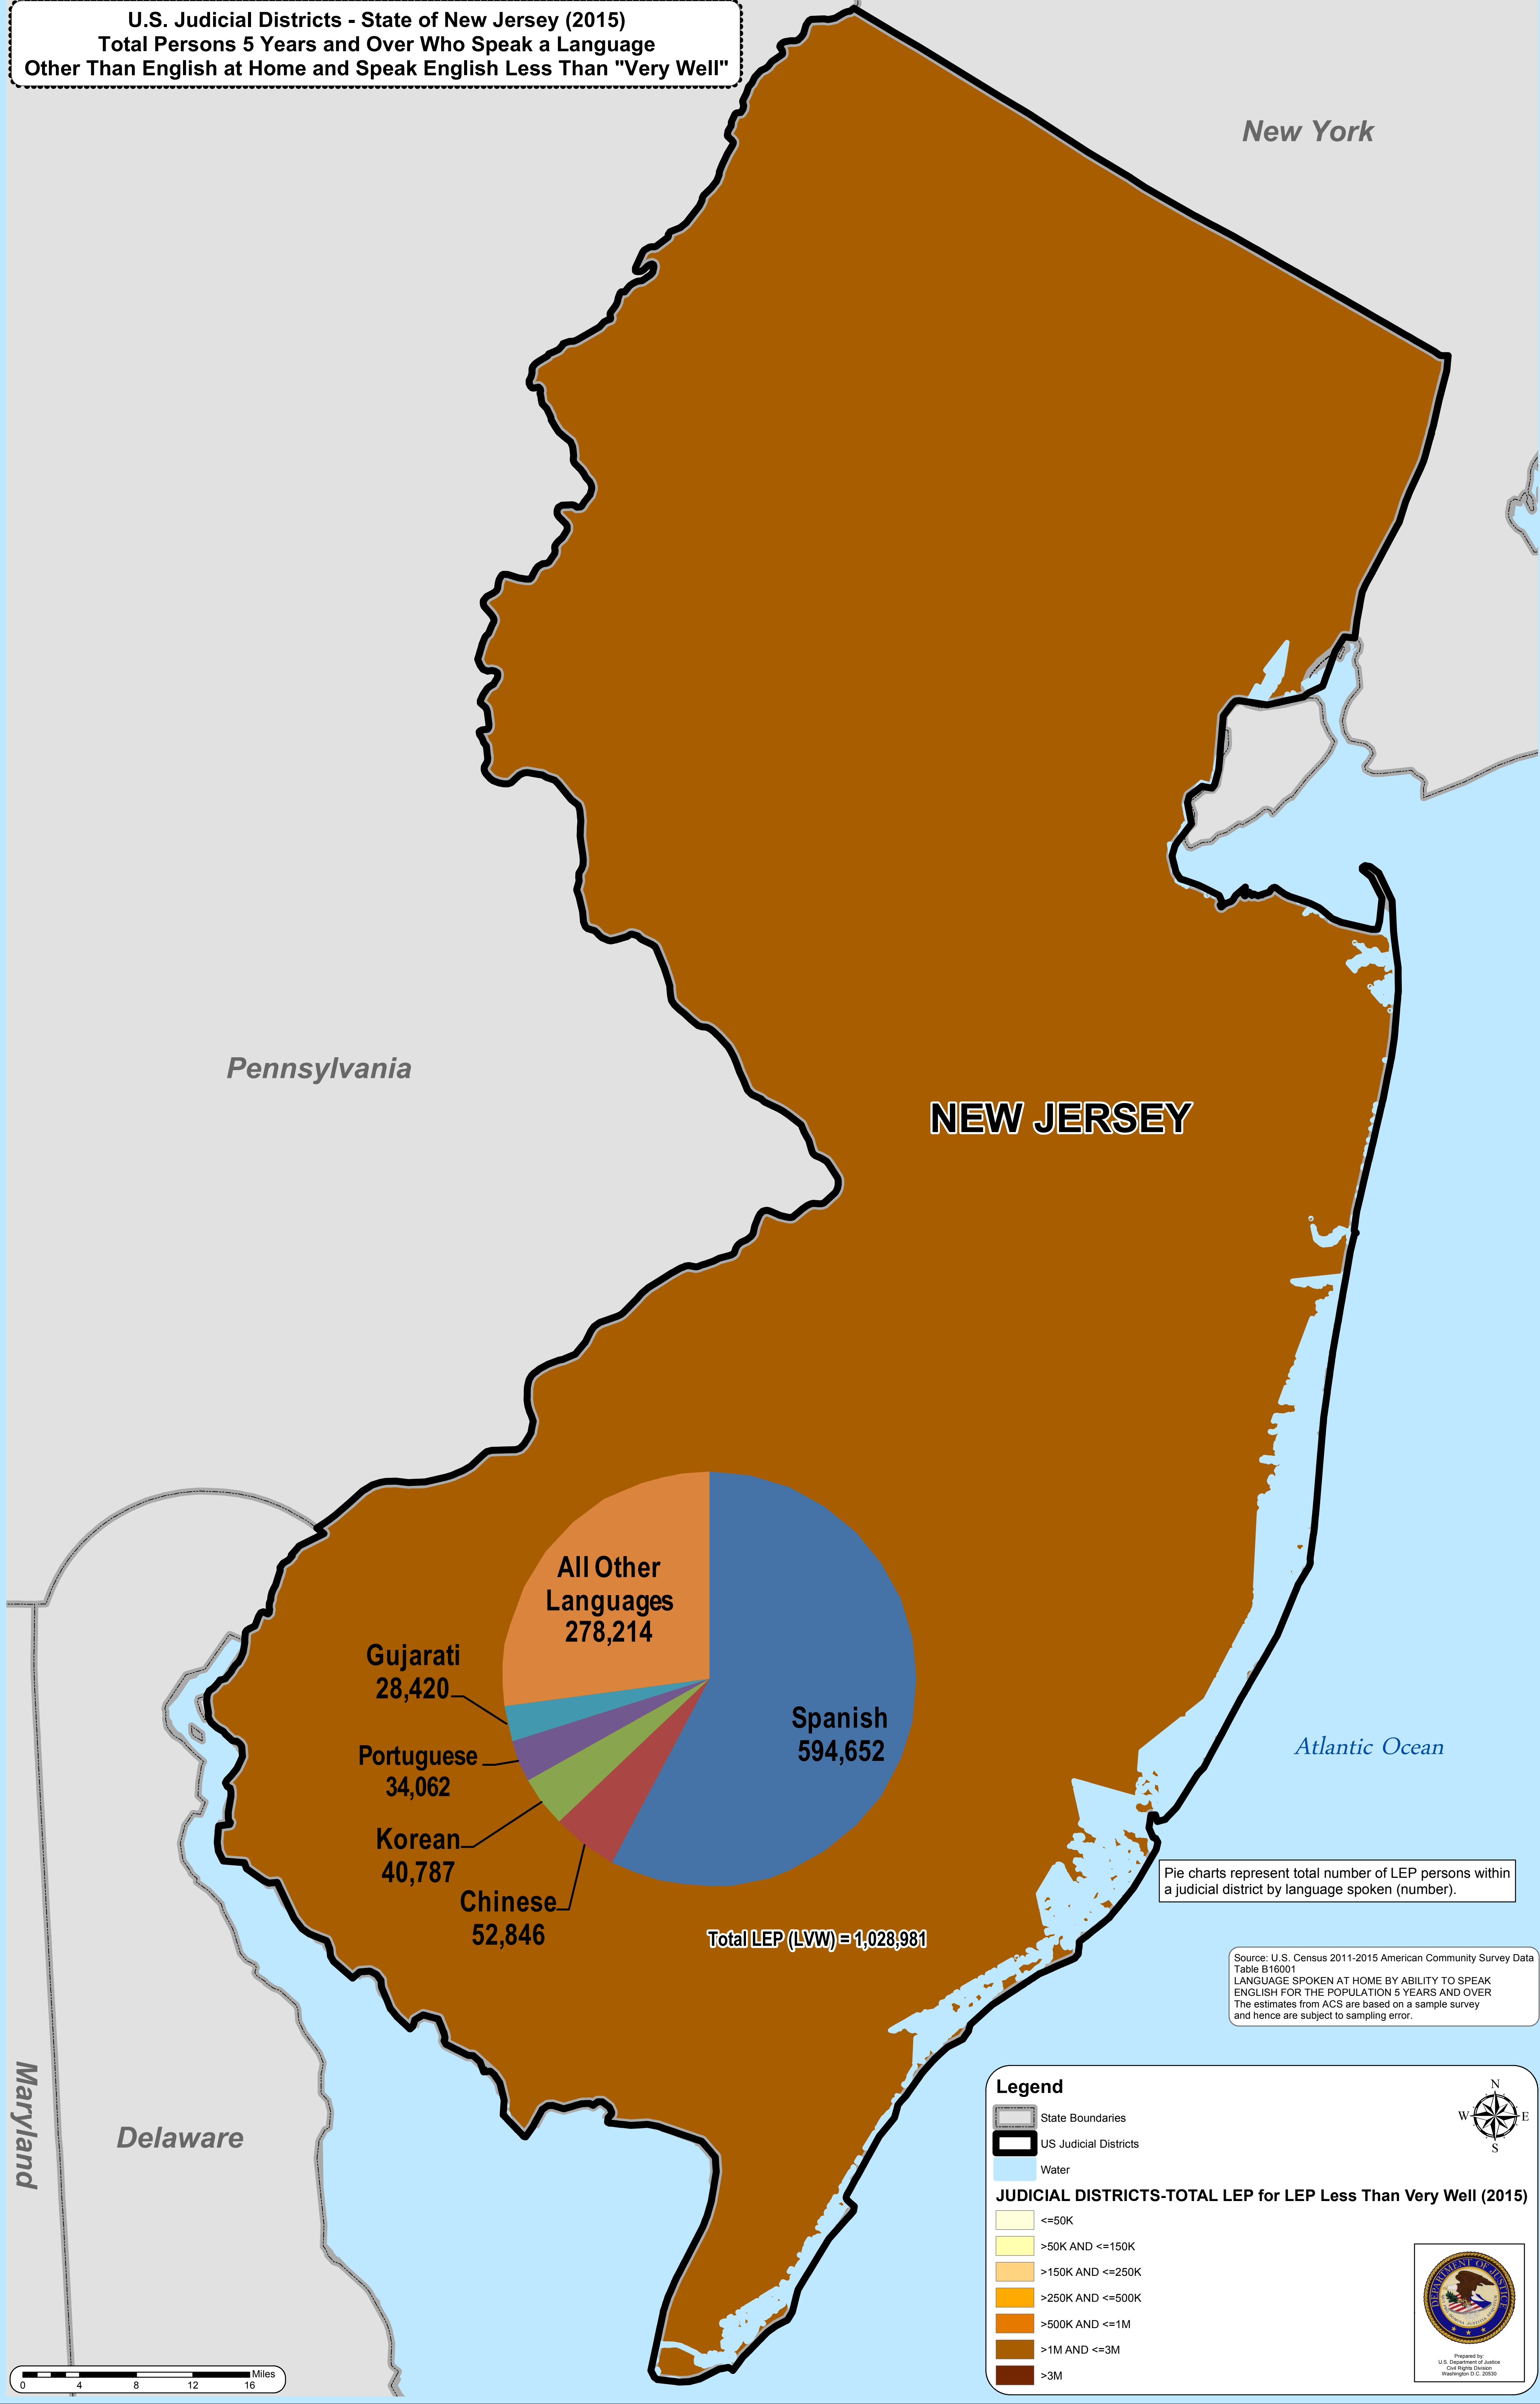 U.S. Judicial Districts - State of New Jersey (2015)
Total Persons 5 Years and Over Who Speak a Language
Other Than English at Home and Speak English Less Than "Very Well"
New York
Pennsylvania
NEW JERSEY
All Other
Languages
278,214
Gujarati
28,420
Spanish
594,652
Portuguese
34,062
Korean
40,787
Chinese
52,846
Total LEP (LVW) = 1,028,981
Atlantic Ocean
Pie charts represent total number of LEP persons within
a judicial district by language spoken (number).
Source: U.S. Census 2011-2015 American Community Survey Data
Table B16001
LANGUAGE SPOKEN AT HOME BY ABILITY TO SPEAK
ENGLISH FOR THE POPULATION 5 YEARS AND OVER
The estimates from ACS are based on a sample survey
and hence are subject to sampling error.
Maryland
Delaware
Legend
N
W E
S
State Boundaries
US Judicial Districts
Water
JUDICIAL DISTRICTS-TOTAL LEP for LEP Less Than Very Well (2015)
<=50K
>50K AND <=150K
>150K AND <=250K
>250K AND <=500K
>500K AND <=1M
>1M AND <=3M
>3M
DEPARTMENT OF JUSTICE
Prepared by:
U.S. Department of Justice
Civil Rights Division
Washington D.C. 20530
Miles
0 4 8 12 16